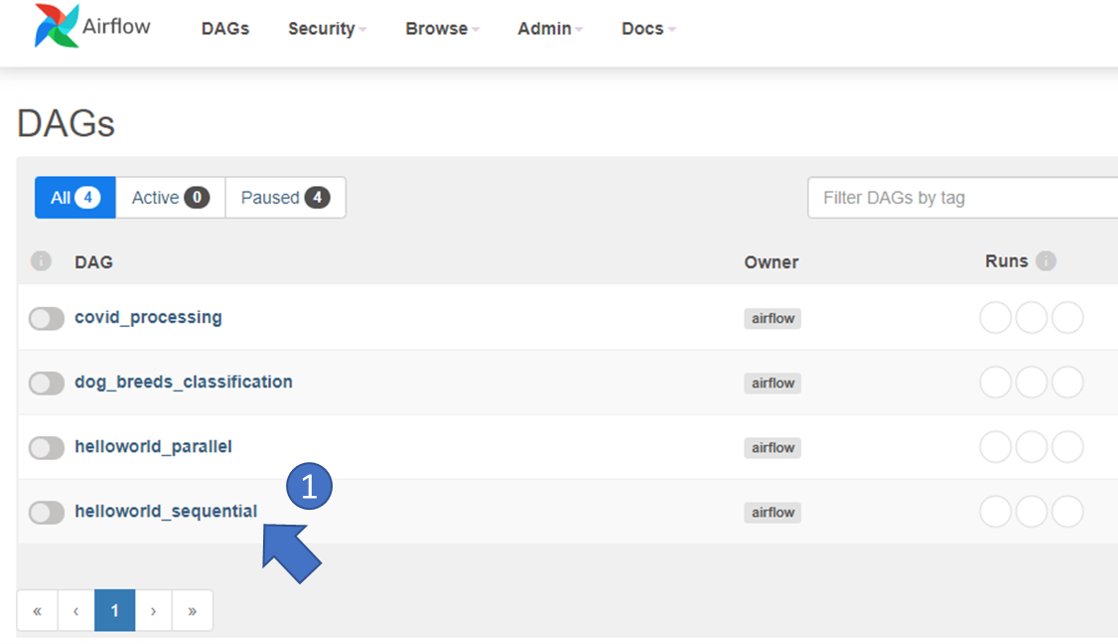 Airflow DAGs Security Browse Admin Docs
DAGs
All 4 Active 0 Paused 4 Filter DAGs by tag
i DAG Owner Runs i
covid_processing airflow
dog_breeds_classification airflow
helloworld_parallel airflow
1
helloworld_sequential airflow
« ‹ 1 › »